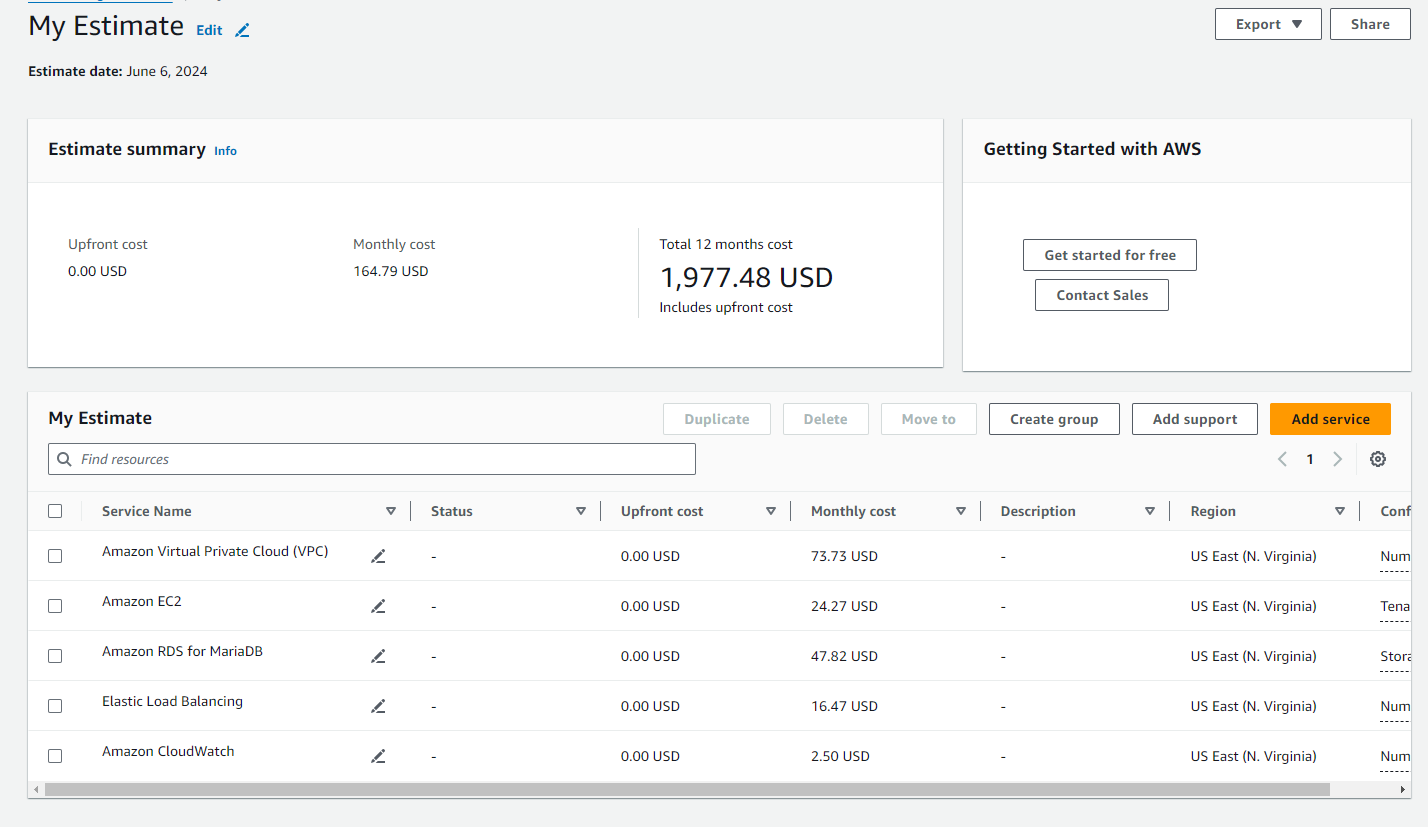 My Estimate Edit
Export Share
Estimate date: June 6, 2024
Estimate summary Info
Getting Started with AWS
Upfront cost Monthly cost Total 12 months cost
0.00 USD 164.79 USD 1,977.48 USD
Includes upfront cost
Get started for free
Contact Sales
My Estimate Duplicate Delete Move to Create group Add support Add service
Find resources 1
Service Name Status Upfront cost Monthly cost Description Region Conf
Amazon Virtual Private Cloud (VPC) - 0.00 USD 73.73 USD - US East (N. Virginia) Num
Amazon EC2 - 0.00 USD 24.27 USD - US East (N. Virginia) Tena
Amazon RDS for MariaDB - 0.00 USD 47.82 USD - US East (N. Virginia) Stora
Elastic Load Balancing - 0.00 USD 16.47 USD - US East (N. Virginia) Num
Amazon CloudWatch - 0.00 USD 2.50 USD - US East (N. Virginia) Num